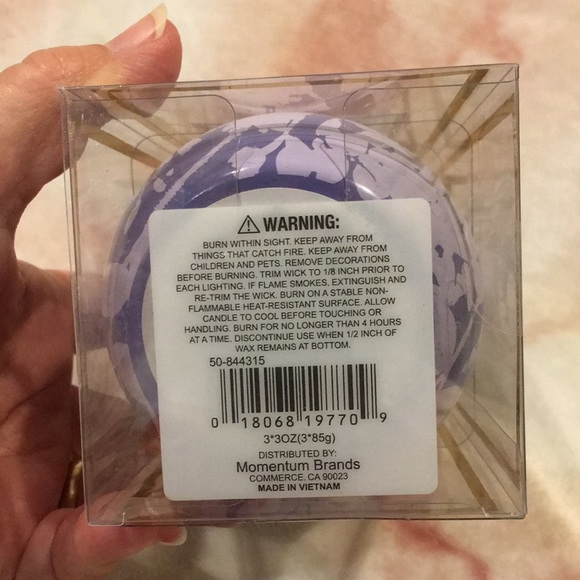 ⚠ WARNING:
BURN WITHIN SIGHT. KEEP AWAY FROM
THINGS THAT CATCH FIRE. KEEP AWAY FROM
CHILDREN AND PETS. REMOVE DECORATIONS
BEFORE BURNING. TRIM WICK TO 1/8 INCH PRIOR TO
EACH LIGHTING. IF FLAME SMOKES, EXTINGUISH AND
RE-TRIM THE WICK. BURN ON A STABLE NON-
FLAMMABLE HEAT-RESISTANT SURFACE. ALLOW
CANDLE TO COOL BEFORE TOUCHING OR
HANDLING. BURN FOR NO LONGER THAN 4 HOURS
AT A TIME. DISCONTINUE USE WHEN 1/2 INCH OF
WAX REMAINS AT BOTTOM.
50-844315
0 18068 19770 9
3*3OZ(3*85g)
DISTRIBUTED BY:
Momentum Brands
COMMERCE, CA 90023
MADE IN VIETNAM